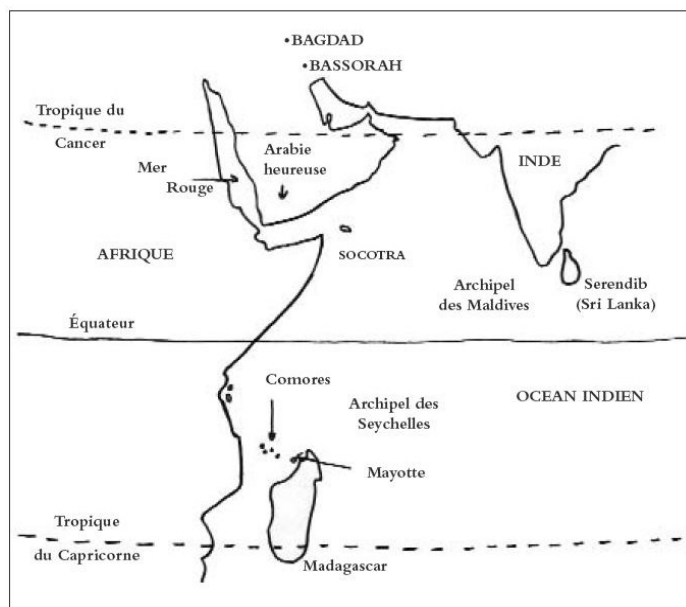 •BAGDAD
•BASSORAH
Tropique du
Cancer
Arabie
heureuse
INDE
Mer
Rouge
AFRIQUE
SOCOTRA
Archipel
des Maldives
Serendib
(Sri Lanka)
Équateur
Comores
Archipel des
Seychelles
OCEAN INDIEN
Mayotte
Tropique
du Capricorne
Madagascar